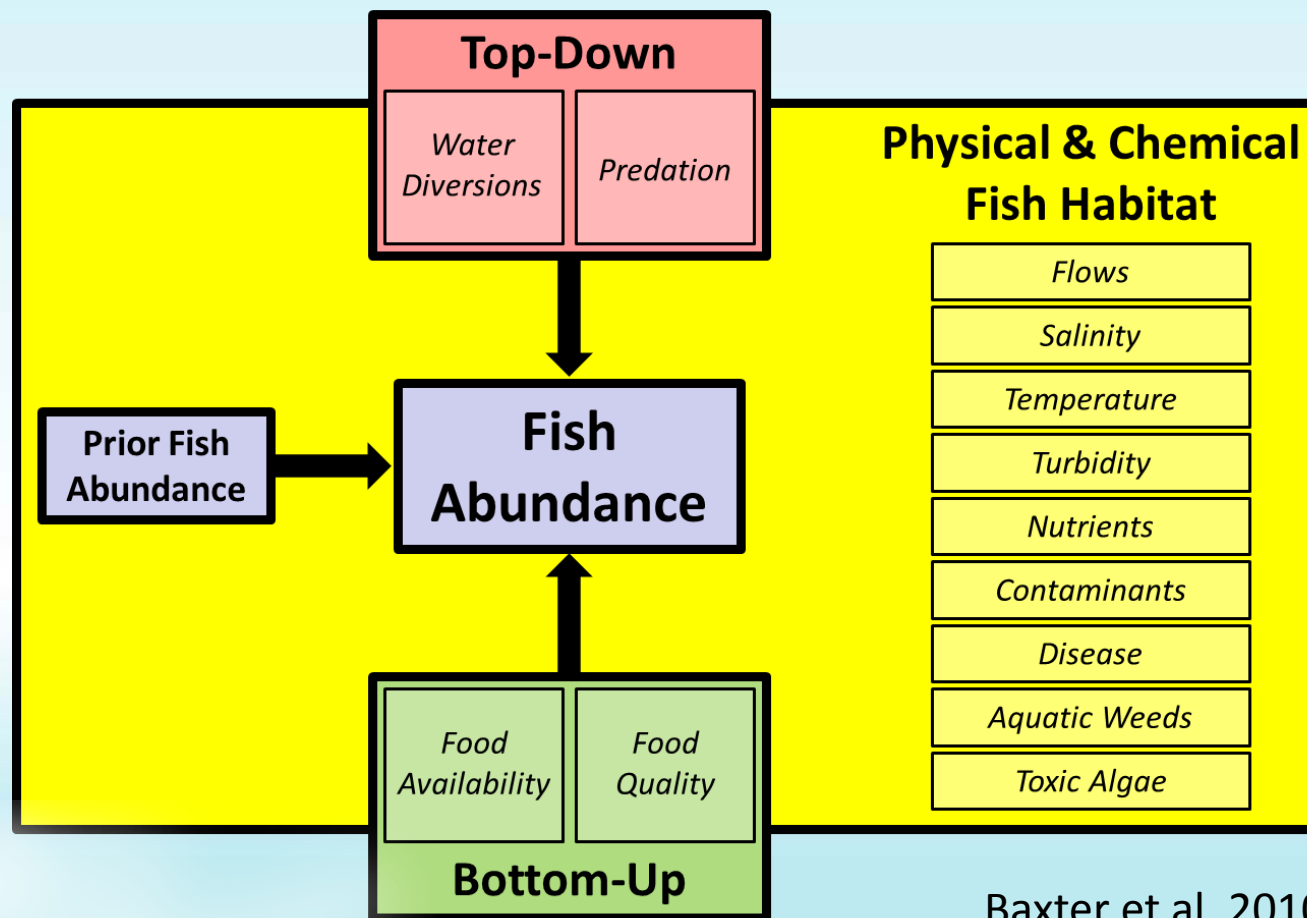 Top-Down
Water
Diversions
Predation
Physical & Chemical
Fish Habitat
Flows
Salinity
Temperature
Turbidity
Nutrients
Contaminants
Disease
Aquatic Weeds
Toxic Algae
Prior Fish
Abundance
Fish
Abundance
Food
Availability
Food
Quality
Bottom-Up
Baxter et al. 2010